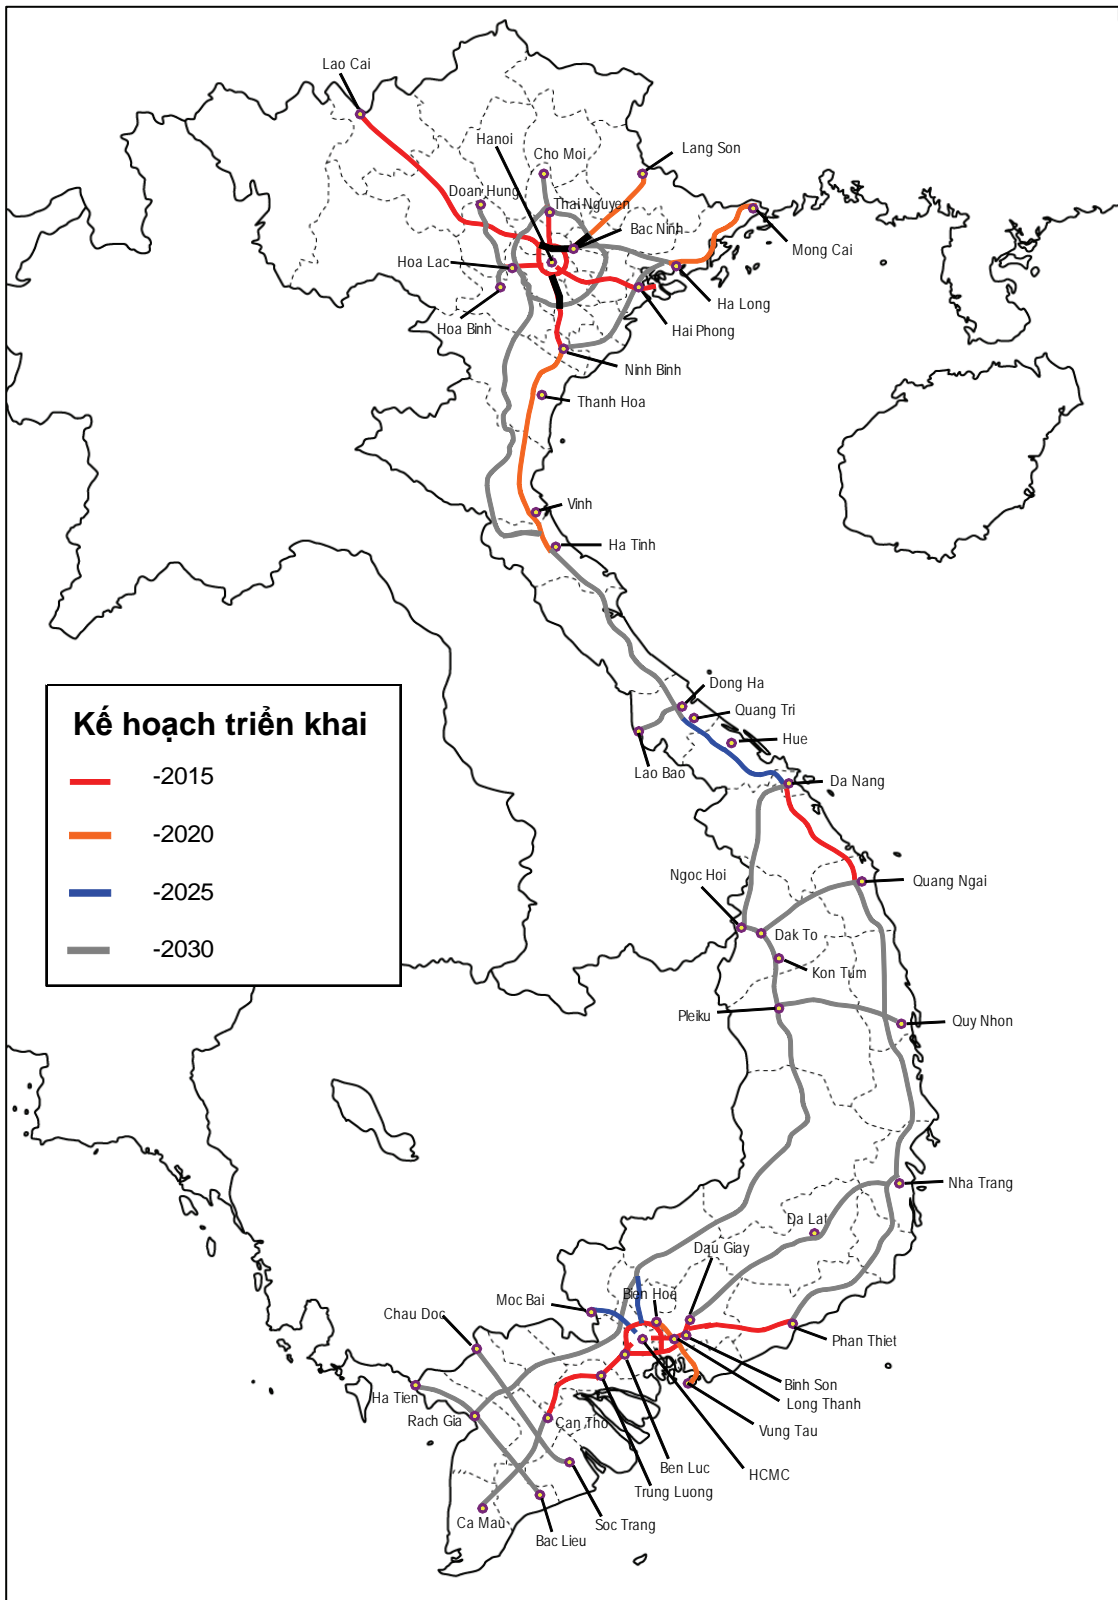 Lao Cai
Hanoi
Cho Moi
Lang Son
Doan Hung
Thai Nguyen
Bac Ninh
Mong Cai
Hoa Lac
Ha Long
Hoa Binh
Hai Phong
Ninh Binh
Thanh Hoa
Vinh
Ha Tinh
Dong Ha
Quang Tri
Hue
Lao Bao
Da Nang
Kế hoạch triển khai
-2015
-2020
-2025
-2030
Ngoc Hoi
Quang Ngai
Dak To
Kon Tum
Pleiku
Quy Nhon
Nha Trang
Da Lat
Dau Giay
Bien Hoa
Moc Bai
Chau Doc
Phan Thiet
Binh Son
Long Thanh
Ha Tien
Rach Gia
Can Tho
Vung Tau
Ben Luc
HCMC
Trung Luong
Ca Mau
Soc Trang
Bac Lieu